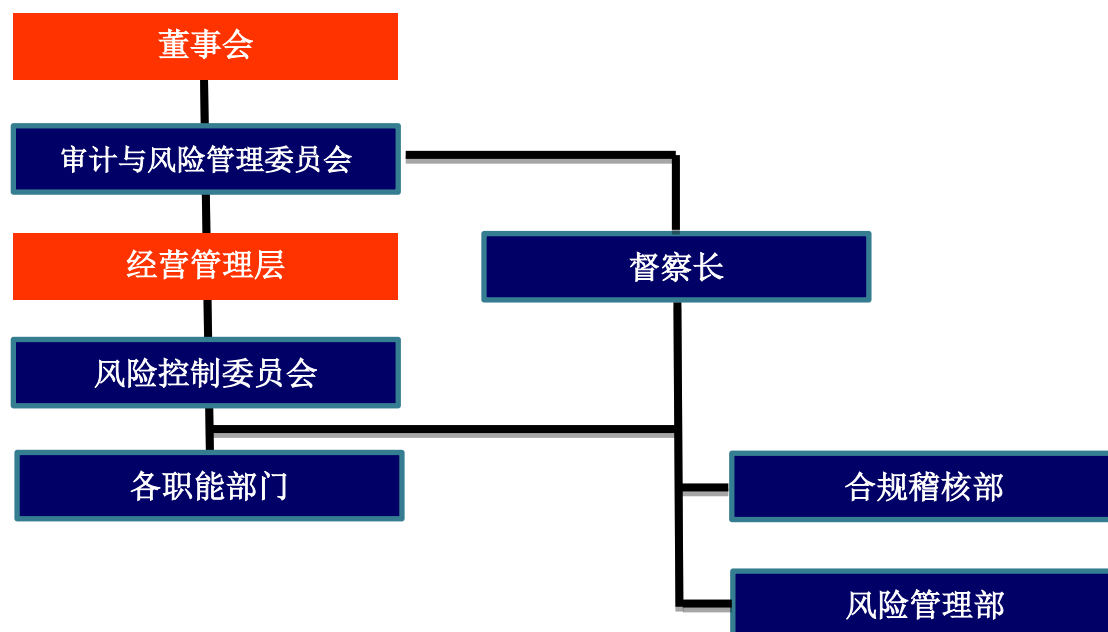 董事会
审计与风险管理委员会
经营管理层
督察长
风险控制委员会
各职能部门
合规稽核部
风险管理部